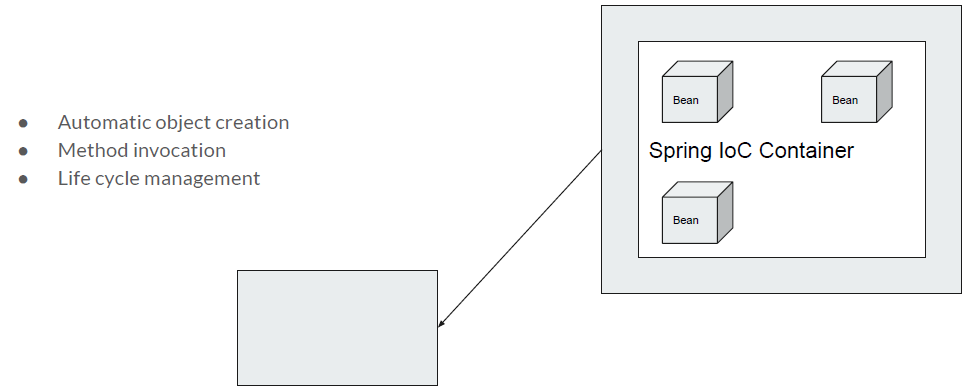 ● Automatic object creation
● Method invocation
● Life cycle management
Bean
Bean
Spring IoC Container
Bean